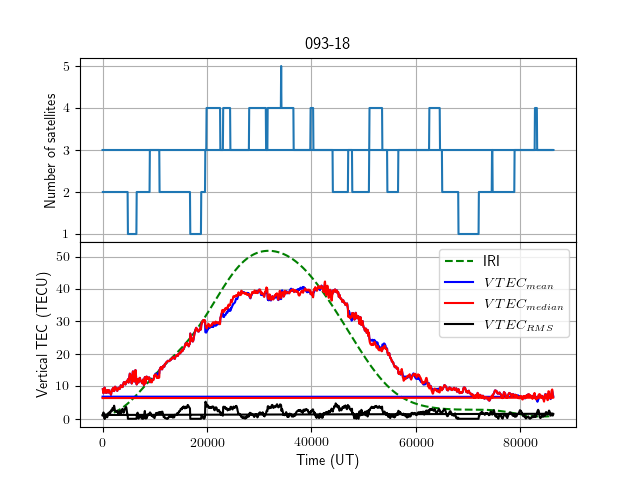 093-18
Number of satellites
5
4
3
2
1
Vertical TEC (TECU)
50
40
30
20
10
0
IRI
VTEC_mean
VTEC_median
VTEC_RMS
0 20000 40000 60000 80000
Time (UT)